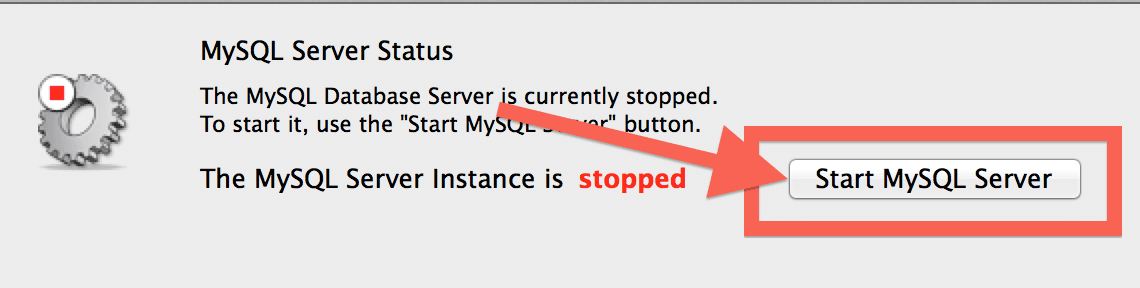 MySQL Server Status
The MySQL Database Server is currently stopped.
To start it, use the "Start MySQL Server" button.
The MySQL Server Instance is stopped
Start MySQL Server